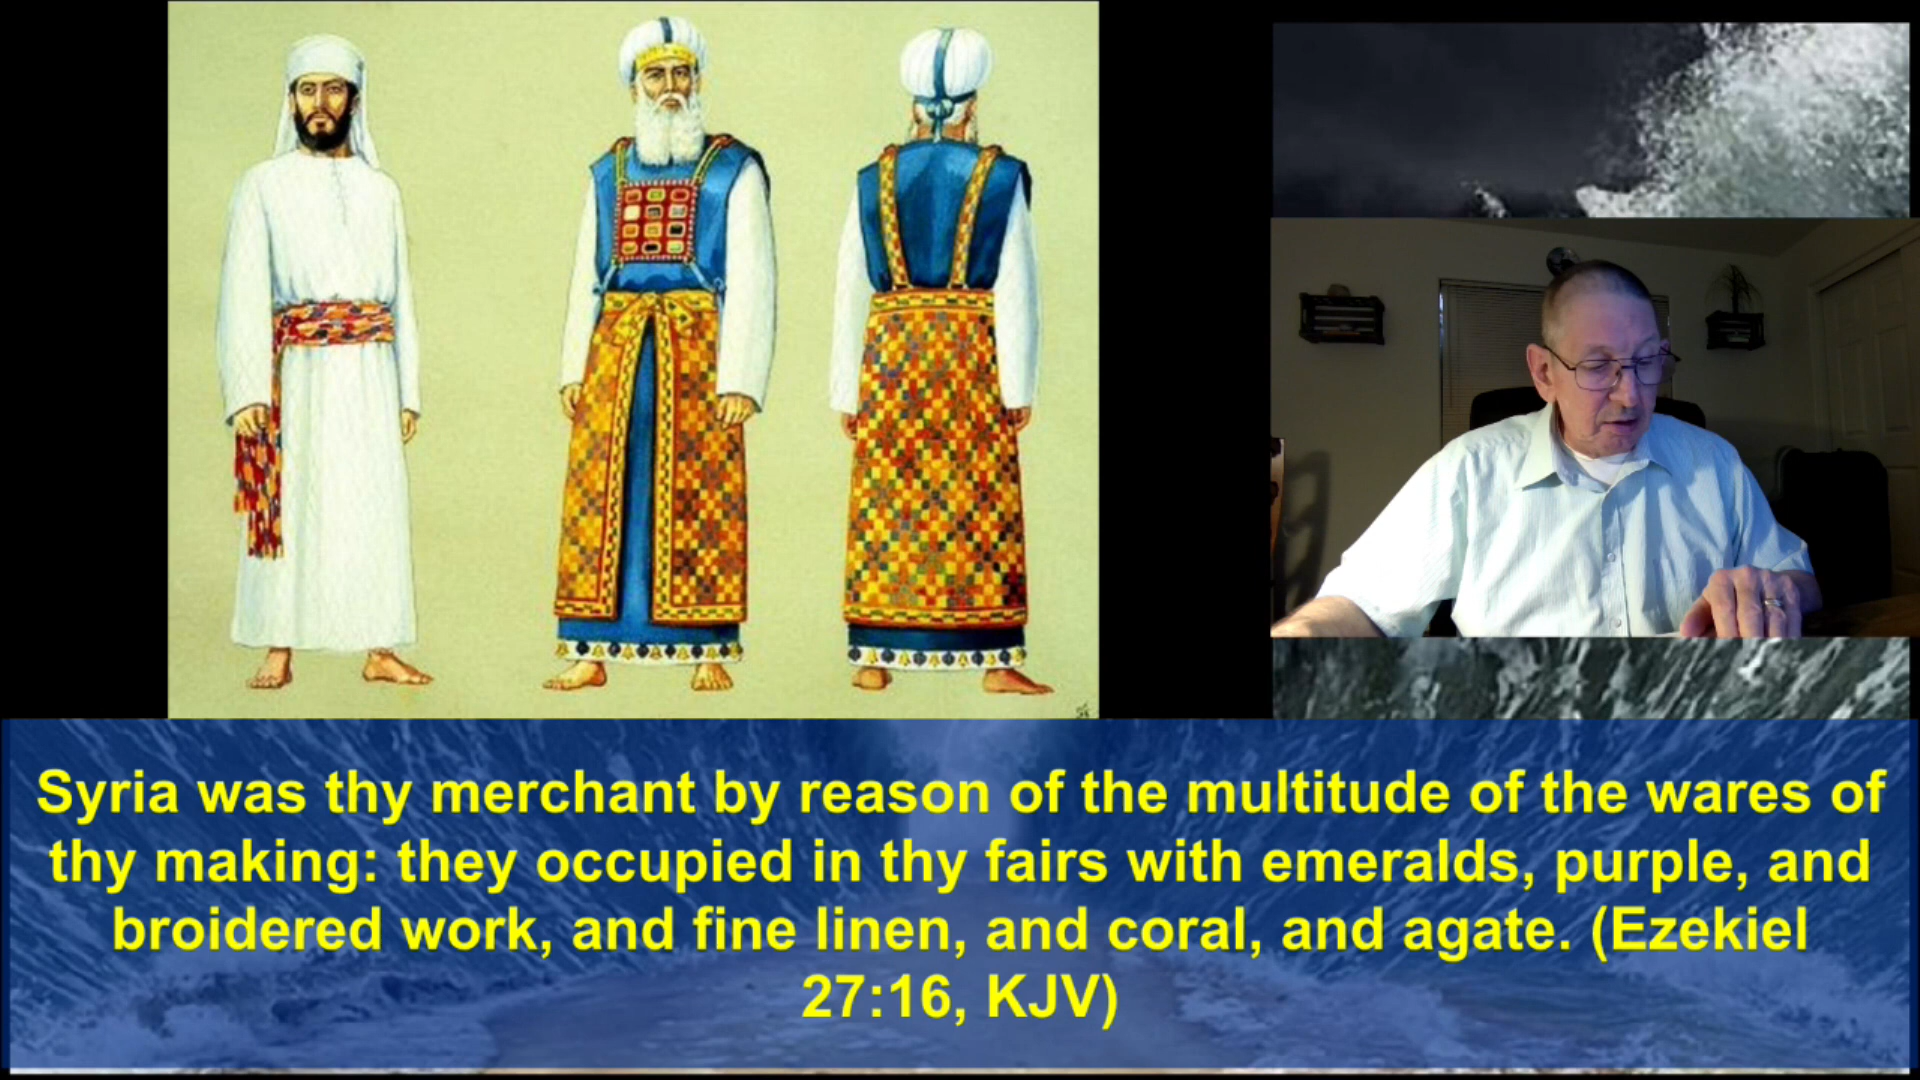 Syria was thy merchant by reason of the multitude of the wares of
thy making: they occupied in thy fairs with emeralds, purple, and
broidered work, and fine linen, and coral, and agate. (Ezekiel
27:16, KJV)